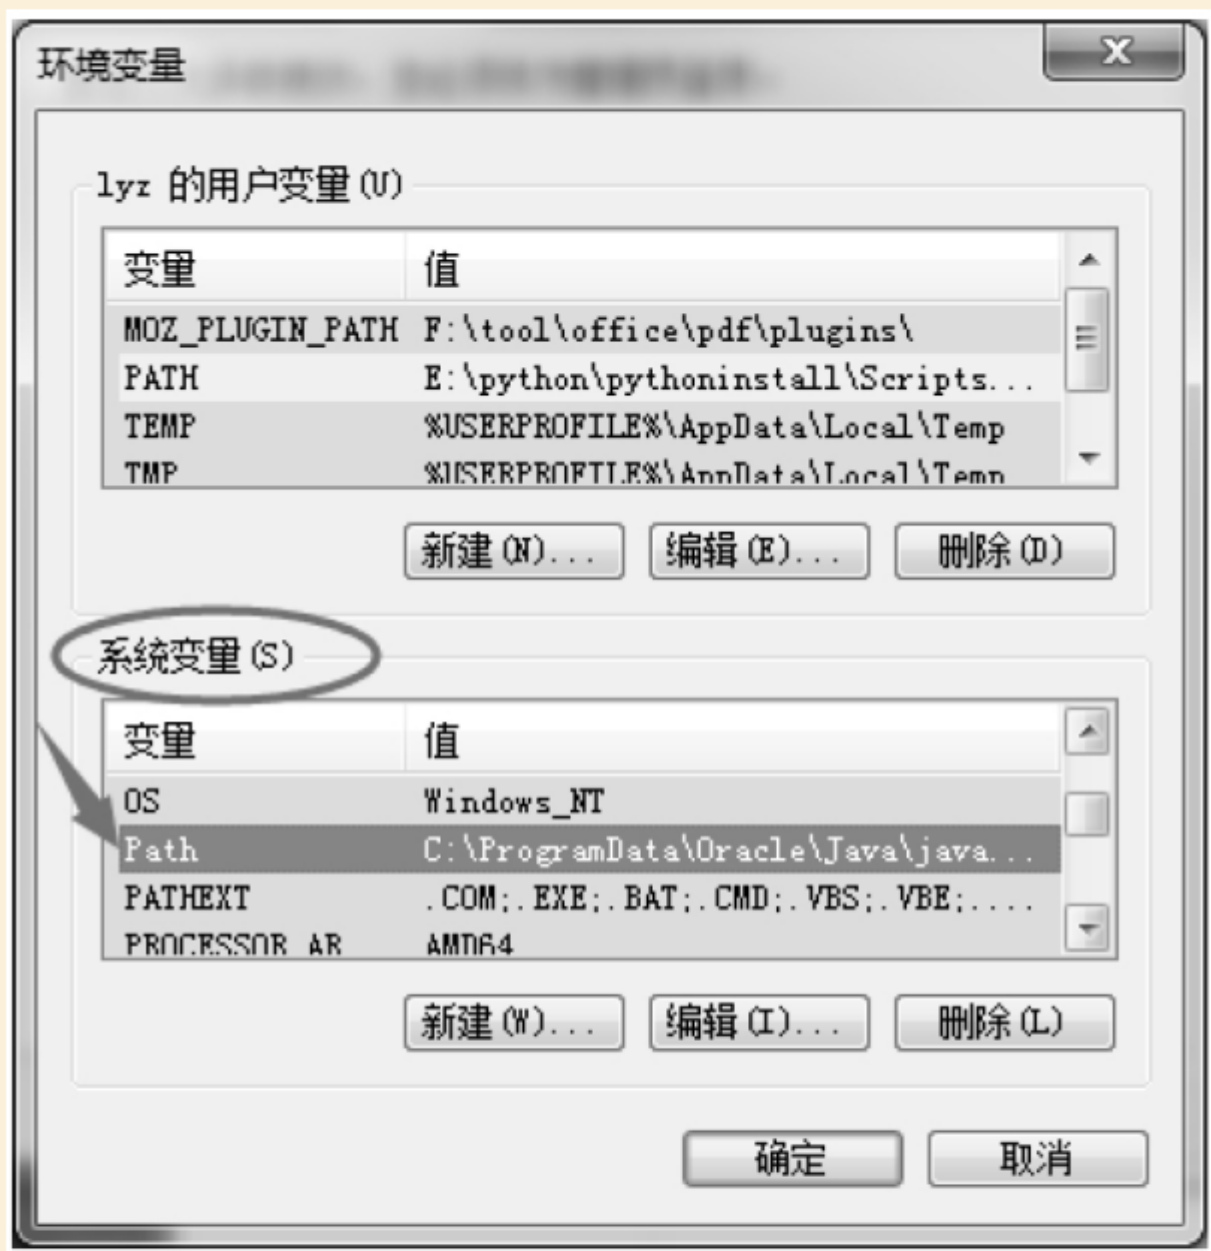 环境变量
lyz 的用户变量(U)
变量 值
MOZ_PLUGIN_PATH F:\tool\office\pdf\plugins\
PATH E:\python\pythoninstall\Scripts...
TEMP %USERPROFILE%\AppData\Local\Temp
TMP %USERPROFILE%\AppData\Local\Temp
新建(N)... 编辑(E)... 删除(D)
系统变量(S)
变量 值
OS Windows_NT
Path C:\ProgramData\Oracle\Java\java...
PATHEXT .COM;.EXE;.BAT;.CMD;.VBS;.VBE;....
PROCESSOR_AR AMD64
新建(W)... 编辑(I)... 删除(L)
确定 取消